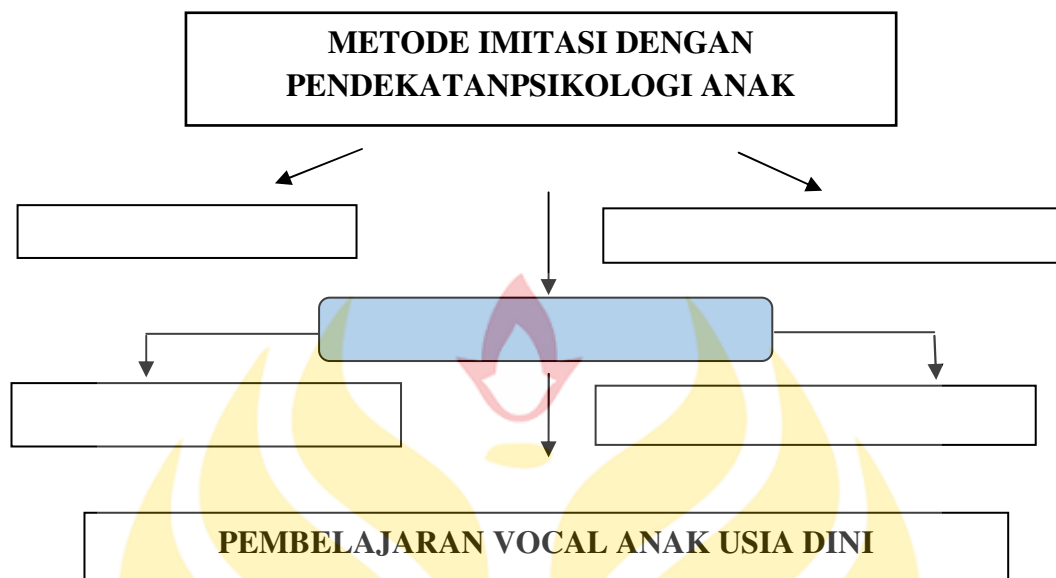 METODE IMITASI DENGAN
PENDEKATANPSIKOLOGI ANAK
PEMBELAJARAN VOCAL ANAK USIA DINI